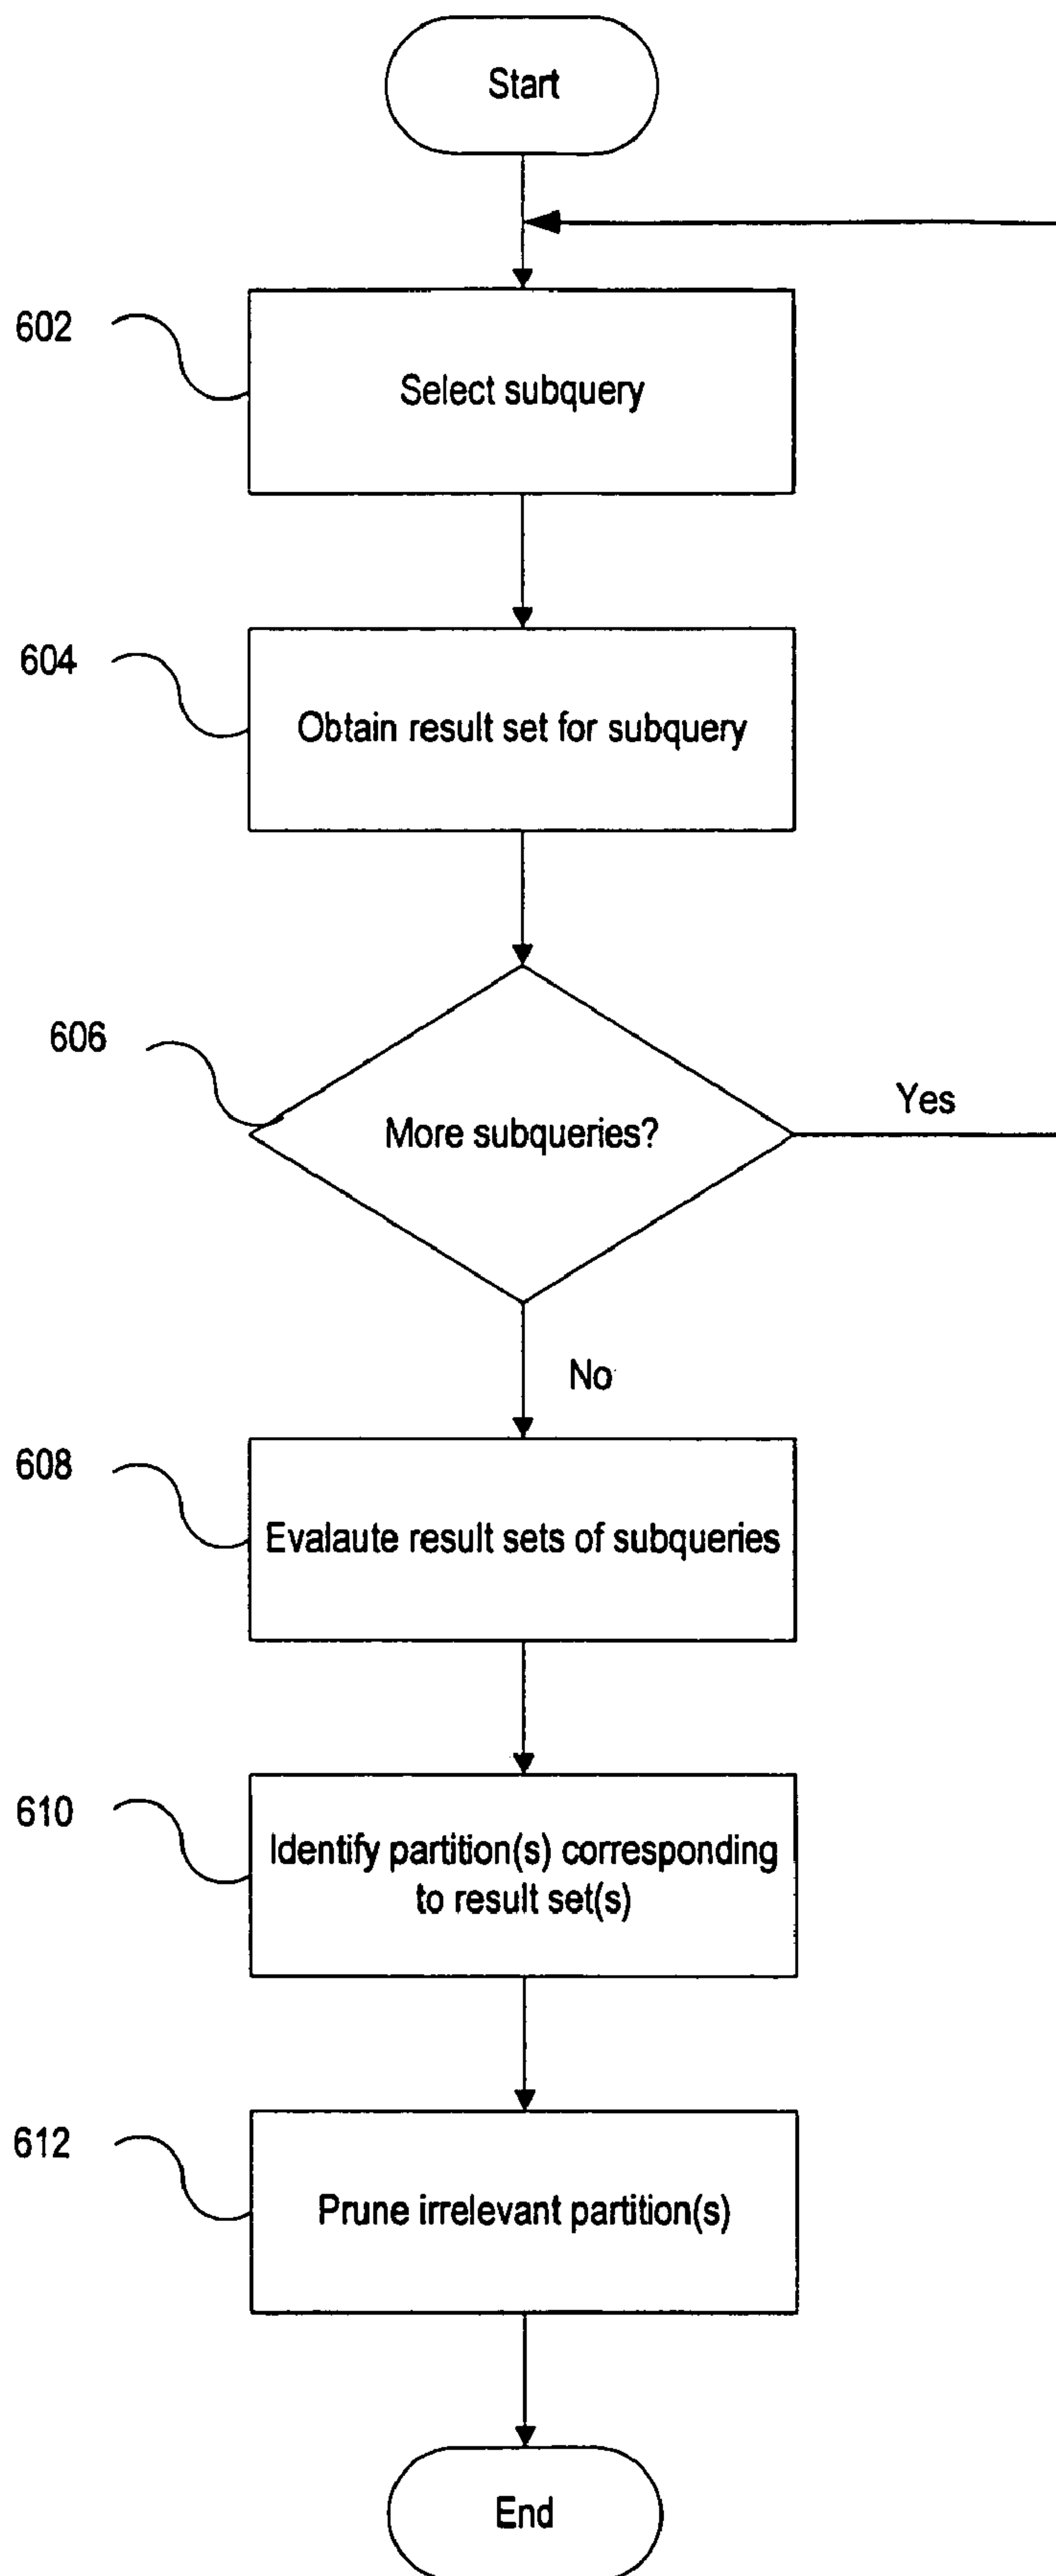 Start
602
Select subquery
604
Obtain result set for subquery
606
More subqueries?
Yes
No
608
Evalaute result sets of subqueries
610
Identify partition(s) corresponding
to result set(s)
612
Prune irrelevant partition(s)
End